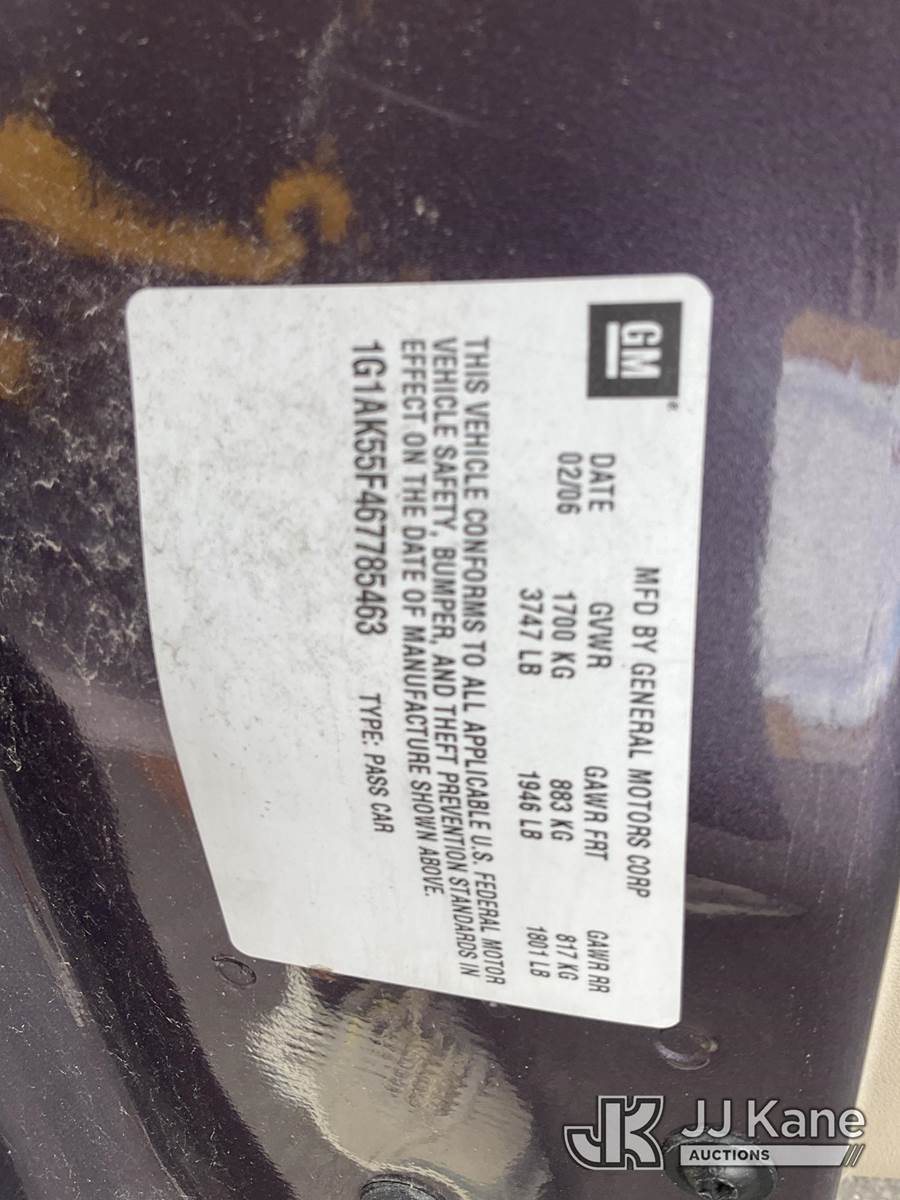 GM®
MFD BY GENERAL MOTORS CORP
DATE GVWR GAWR FRT GAWR RR
02/06 1700 KG 883 KG 817 KG
3747 LB 1946 LB 1801 LB
THIS VEHICLE CONFORMS TO ALL APPLICABLE U.S. FEDERAL MOTOR
VEHICLE SAFETY, BUMPER, AND THEFT PREVENTION STANDARDS IN
EFFECT ON THE DATE OF MANUFACTURE SHOWN ABOVE.
1G1AK55F467785463 TYPE: PASS CAR
JK JJ Kane
AUCTIONS